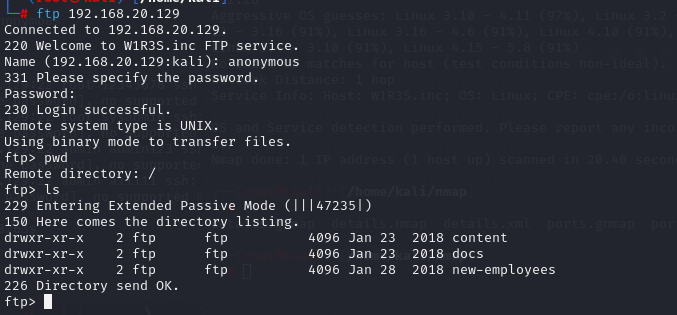 # ftp 192.168.20.129
Connected to 192.168.20.129.
220 Welcome to W1R3S.inc FTP service.
Name (192.168.20.129:kali): anonymous
331 Please specify the password.
Password:
230 Login successful.
Remote system type is UNIX.
Using binary mode to transfer files.
ftp> pwd
Remote directory: /
ftp> ls
229 Entering Extended Passive Mode (|||47235|)
150 Here comes the directory listing.
drwxr-xr-x    2 ftp      ftp          4096 Jan 23  2018 content
drwxr-xr-x    2 ftp      ftp          4096 Jan 23  2018 docs
drwxr-xr-x    2 ftp      ftp          4096 Jan 28  2018 new-employees
226 Directory send OK.
ftp>